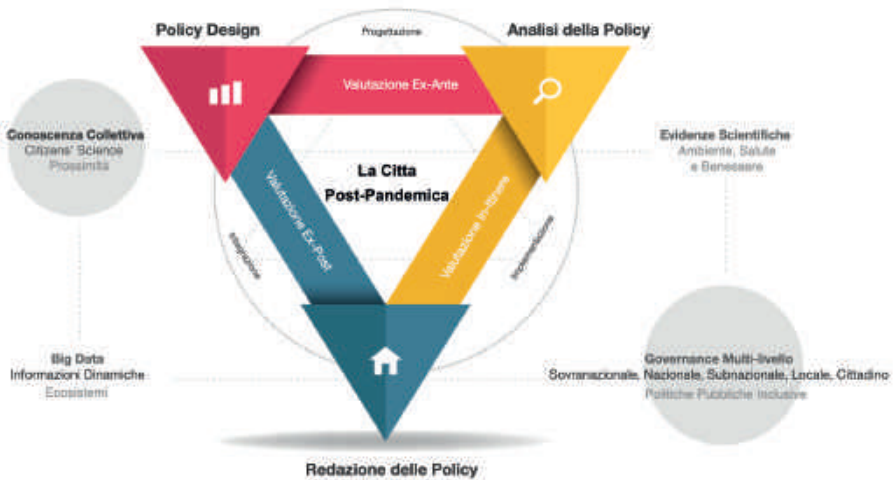 Policy Design
Progettazione
Analisi della Policy
Valutazione Ex-Ante
Conoscenza Collettiva
Citizens' Science
Prossimità
Evidenze Scientifiche
Ambiente, Salute
e Benessere
La Citta
Post-Pandemica
Valutazione Ex-Post
Valutazione In-Itinere
Integrazione
Implementazione
Big Data
Informazioni Dinamiche
Ecosistemi
Governance Multi-livello
Sovranazionale, Nazionale, Subnazionale, Locale, Cittadino
Politiche Pubbliche Inclusive
Redazione delle Policy